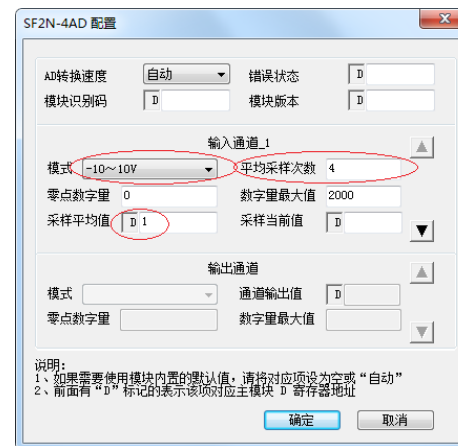 SF2N-4AD 配置
AD转换速度 自动 错误状态 D
模块识别码 D 模块版本 D
输入通道_1
模式 -10～10V 平均采样次数 4
零点数字量 0 数字量最大值 2000
采样平均值 D 1 采样当前值 D
输出通道
模式 通道输出值 D
零点数字量 数字量最大值
说明:
1、如果需要使用模块内置的默认值，请将对应项设为空或“自动”
2、前面有“D”标记的表示该项对应主模块 D 寄存器地址
确定 取消